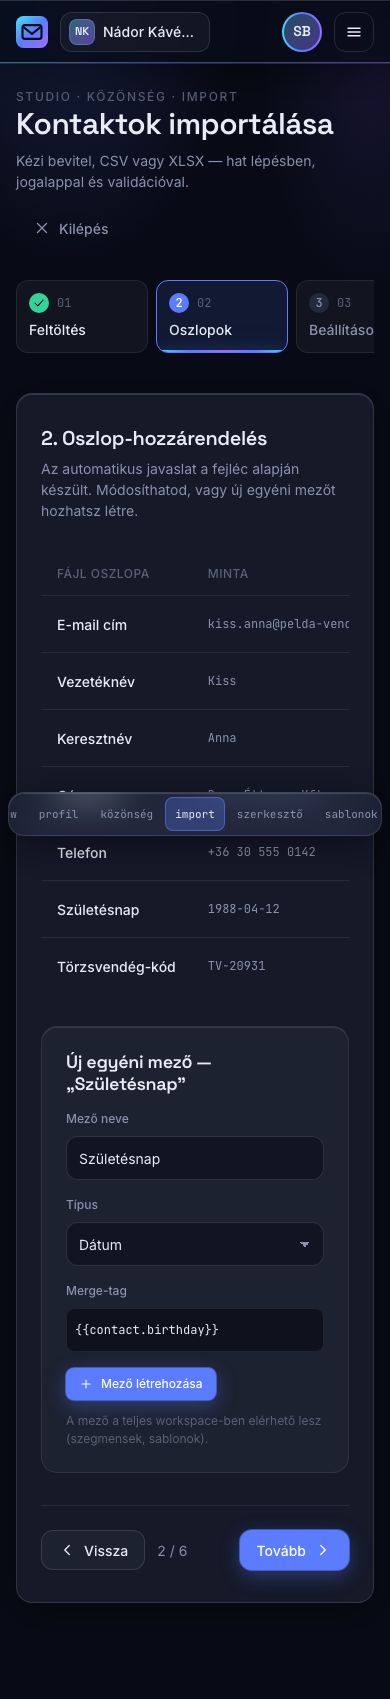 NK Nádor Kávé… SB
STUDIO · KÖZÖNSÉG · IMPORT
Kontaktok importálása
Kézi bevitel, CSV vagy XLSX — hat lépésben,
jogalappal és validációval.
Kilépés
01
Feltöltés
2 02
Oszlopok
3 03
Beállításo
2. Oszlop-hozzárendelés
Az automatikus javaslat a fejléc alapján
készült. Módosíthatod, vagy új egyéni mezőt
hozhatsz létre.
FÁJL OSZLOPA MINTA
E-mail cím kiss.anna@pelda-vend
Vezetéknév Kiss
Keresztnév Anna
w profil közönség import szerkesztő sablonok
Telefon +36 30 555 0142
Születésnap 1988-04-12
Törzsvendég-kód TV-20931
Új egyéni mező —
„Születésnap”
Mező neve
Születésnap
Típus
Dátum
Merge-tag
{{contact.birthday}}
Mező létrehozása
A mező a teljes workspace-ben elérhető lesz
(szegmensek, sablonok).
Vissza 2 / 6 Tovább